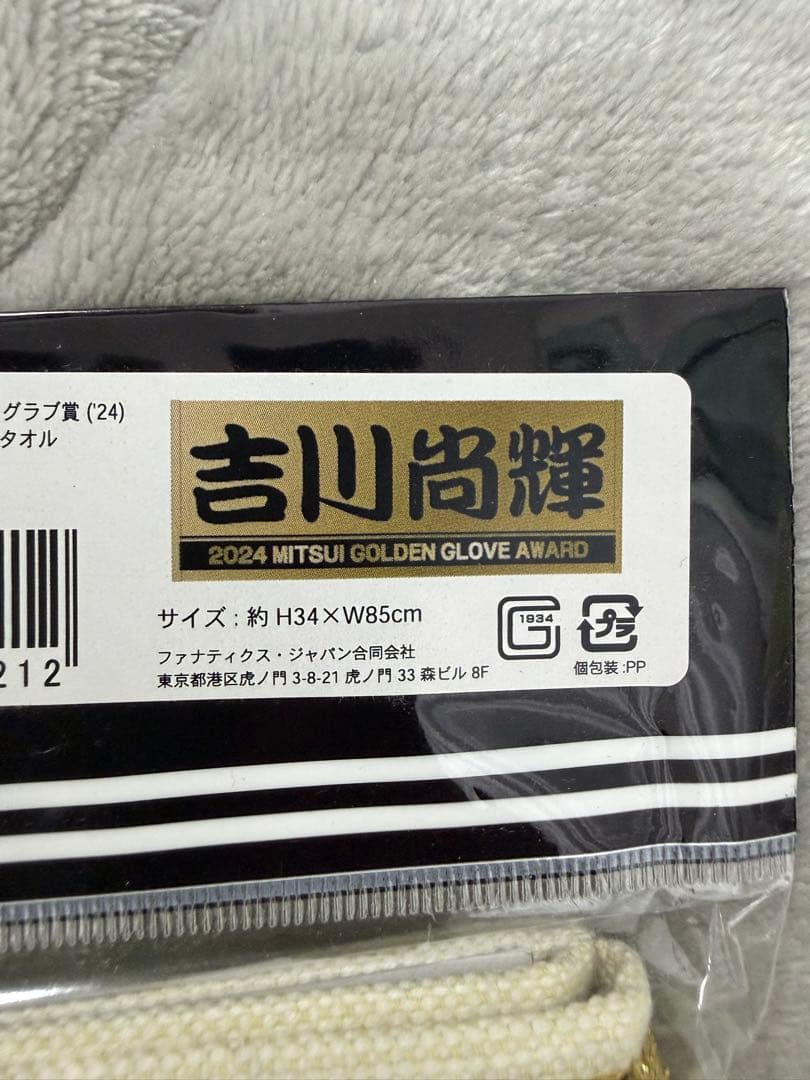 グラブ賞 ('24)
タオル
吉川尚輝
2024 MITSUI GOLDEN GLOVE AWARD
212
サイズ : 約 H34×W85cm
ファナティクス・ジャパン合同会社
東京都港区虎ノ門 3-8-21 虎ノ門 33 森ビル 8F
G 1934
プラ
個包装 :PP